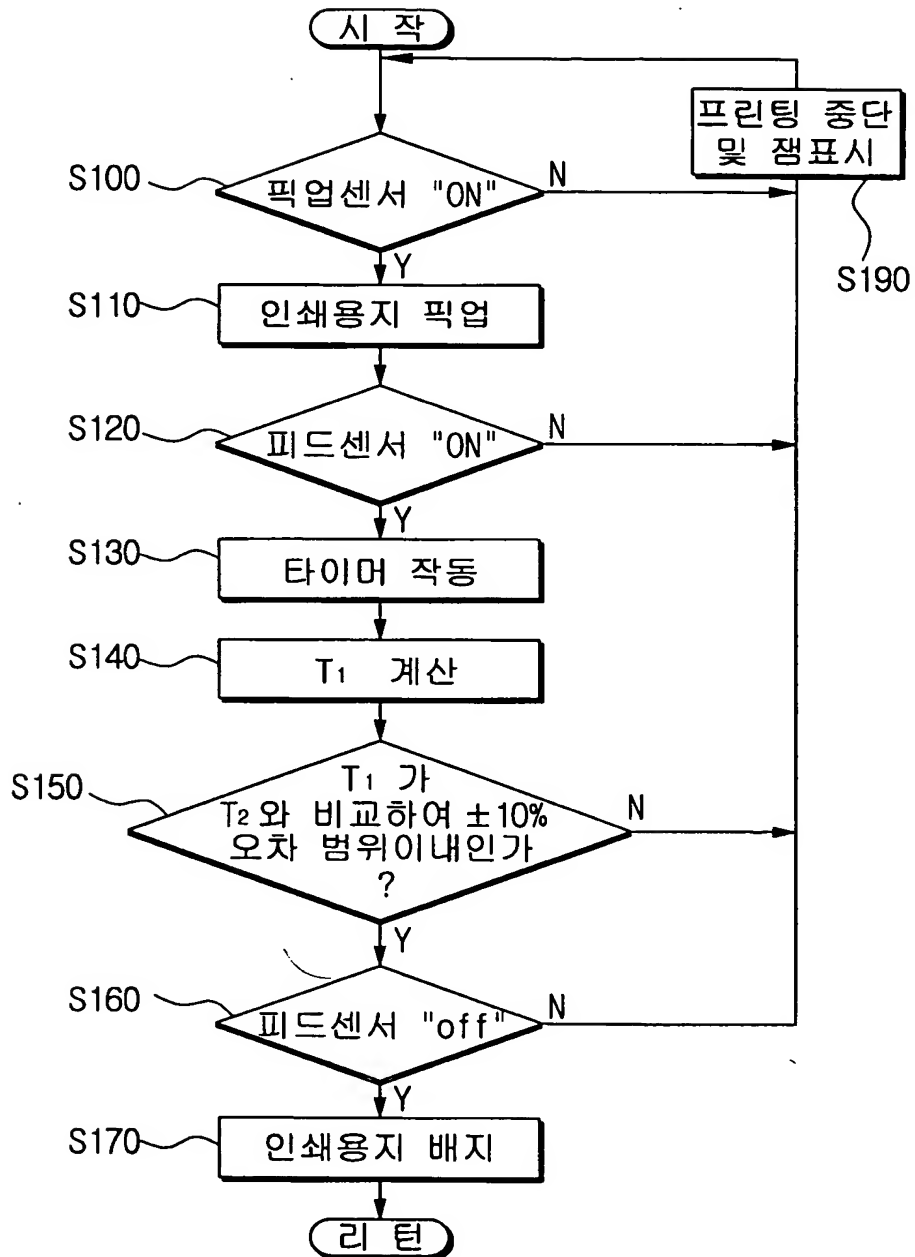 시 작
프린팅 중단
및 잼표시
S190
S100
픽업센서 "ON"
N
Y
S110
인쇄용지 픽업
S120
피드센서 "ON"
N
Y
S130
타이머 작동
S140
T1 계산
S150
T1 가
T2와 비교하여 ±10%
오차 범위이내인가
?
N
Y
S160
피드센서 "off"
N
Y
S170
인쇄용지 배지
리 턴